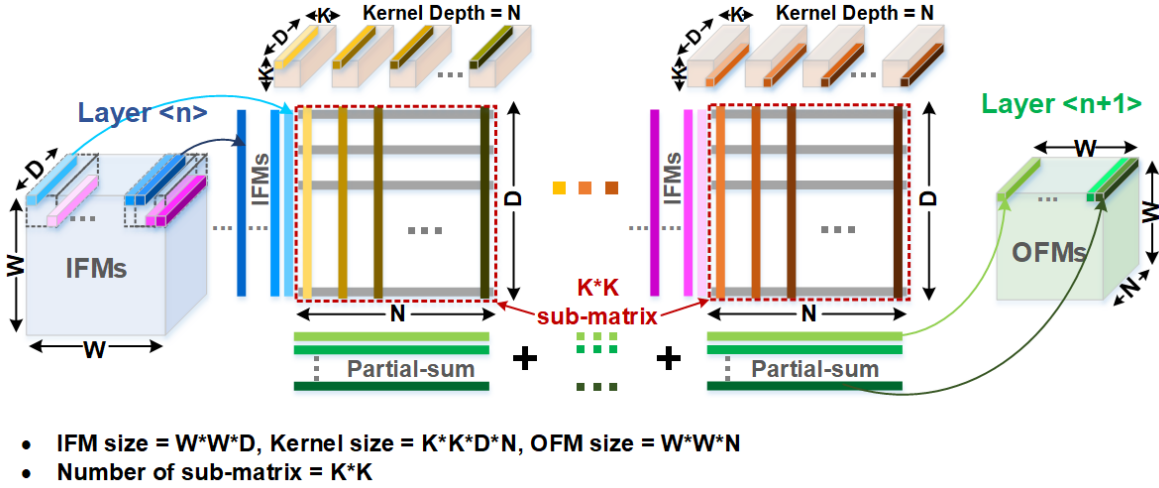 K
Kernel Depth = N
D
K
...
K
Kernel Depth = N
D
K
...
Layer <n>
D
W
...
IFMs
W
IFMs
......
D
...
N
K*K
sub-matrix
...
IFMs
......
D
...
N
Layer <n+1>
W
...
W
OFMs
N
Partial-sum
+
...
+
Partial-sum
• IFM size = W*W*D, Kernel size = K*K*D*N, OFM size = W*W*N
• Number of sub-matrix = K*K